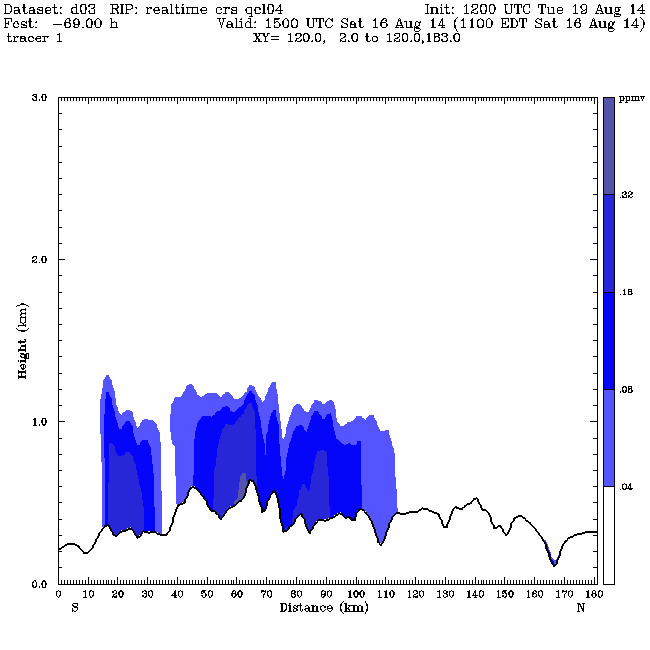 Dataset: d03  RIP: realtime crs qcl04          Init: 1200 UTC Tue 19 Aug 14
Fcst:  -69.00 h          Valid: 1500 UTC Sat 16 Aug 14 (1100 EDT Sat 16 Aug 14)
tracer 1          XY= 120.0,  2.0 to 120.0,183.0
ppmv
3.0
.32
.16
2.0
Height (km)
.08
1.0
.04
0.0
0 10 20 30 40 50 60 70 80 90 100 110 120 130 140 150 160 170 180
S Distance (km) N